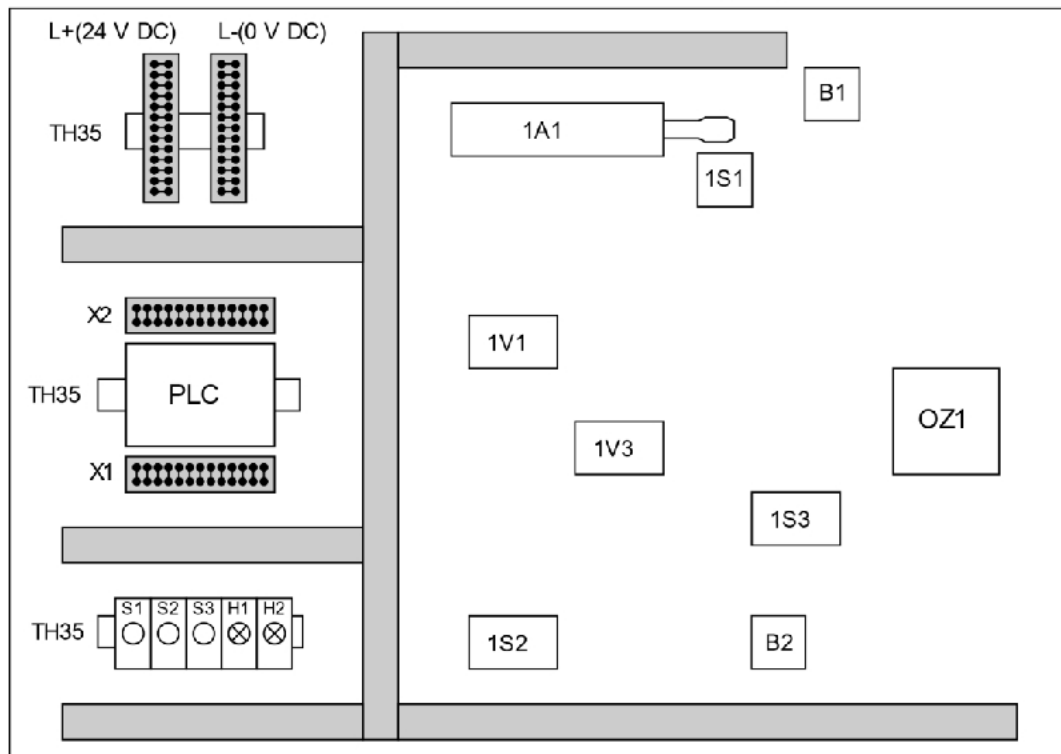 L+(24 V DC) L-(0 V DC)
TH35
B1
1A1
1S1
X2
1V1
TH35
PLC
OZ1
1V3
X1
1S3
S1 S2 S3 H1 H2
TH35
1S2
B2